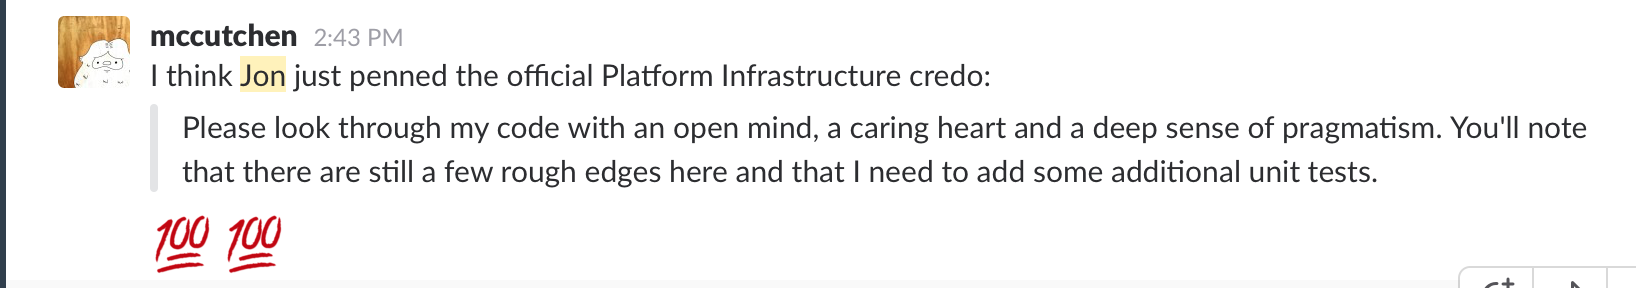 mccutchen 2:43 PM
I think Jon just penned the official Platform Infrastructure credo:
Please look through my code with an open mind, a caring heart and a deep sense of pragmatism. You'll note
that there are still a few rough edges here and that I need to add some additional unit tests.
💯 💯